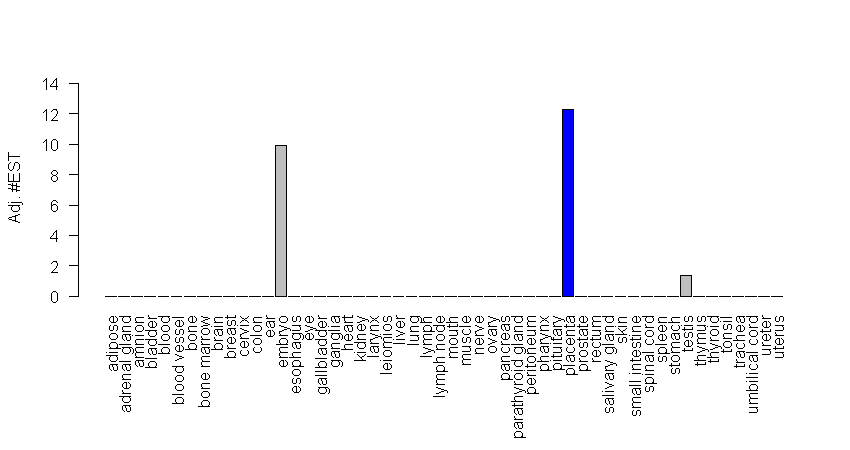 Adj. #EST
14
12
10
8
6
4
2
0
adipose
adrenal gland
amnion
bladder
blood
blood vessel
bone
bone marrow
brain
breast
cervix
colon
ear
embryo
esophagus
eye
gallbladder
ganglia
heart
kidney
larynx
leiomios
liver
lung
lymph
lymph node
mouth
muscle
nerve
ovary
pancreas
parathyroid gland
peritoneum
pharynx
pituitary
placenta
prostate
rectum
salivary gland
skin
small intestine
spinal cord
spleen
stomach
testis
thymus
thyroid
tonsil
trachea
umbilical cord
ureter
uterus